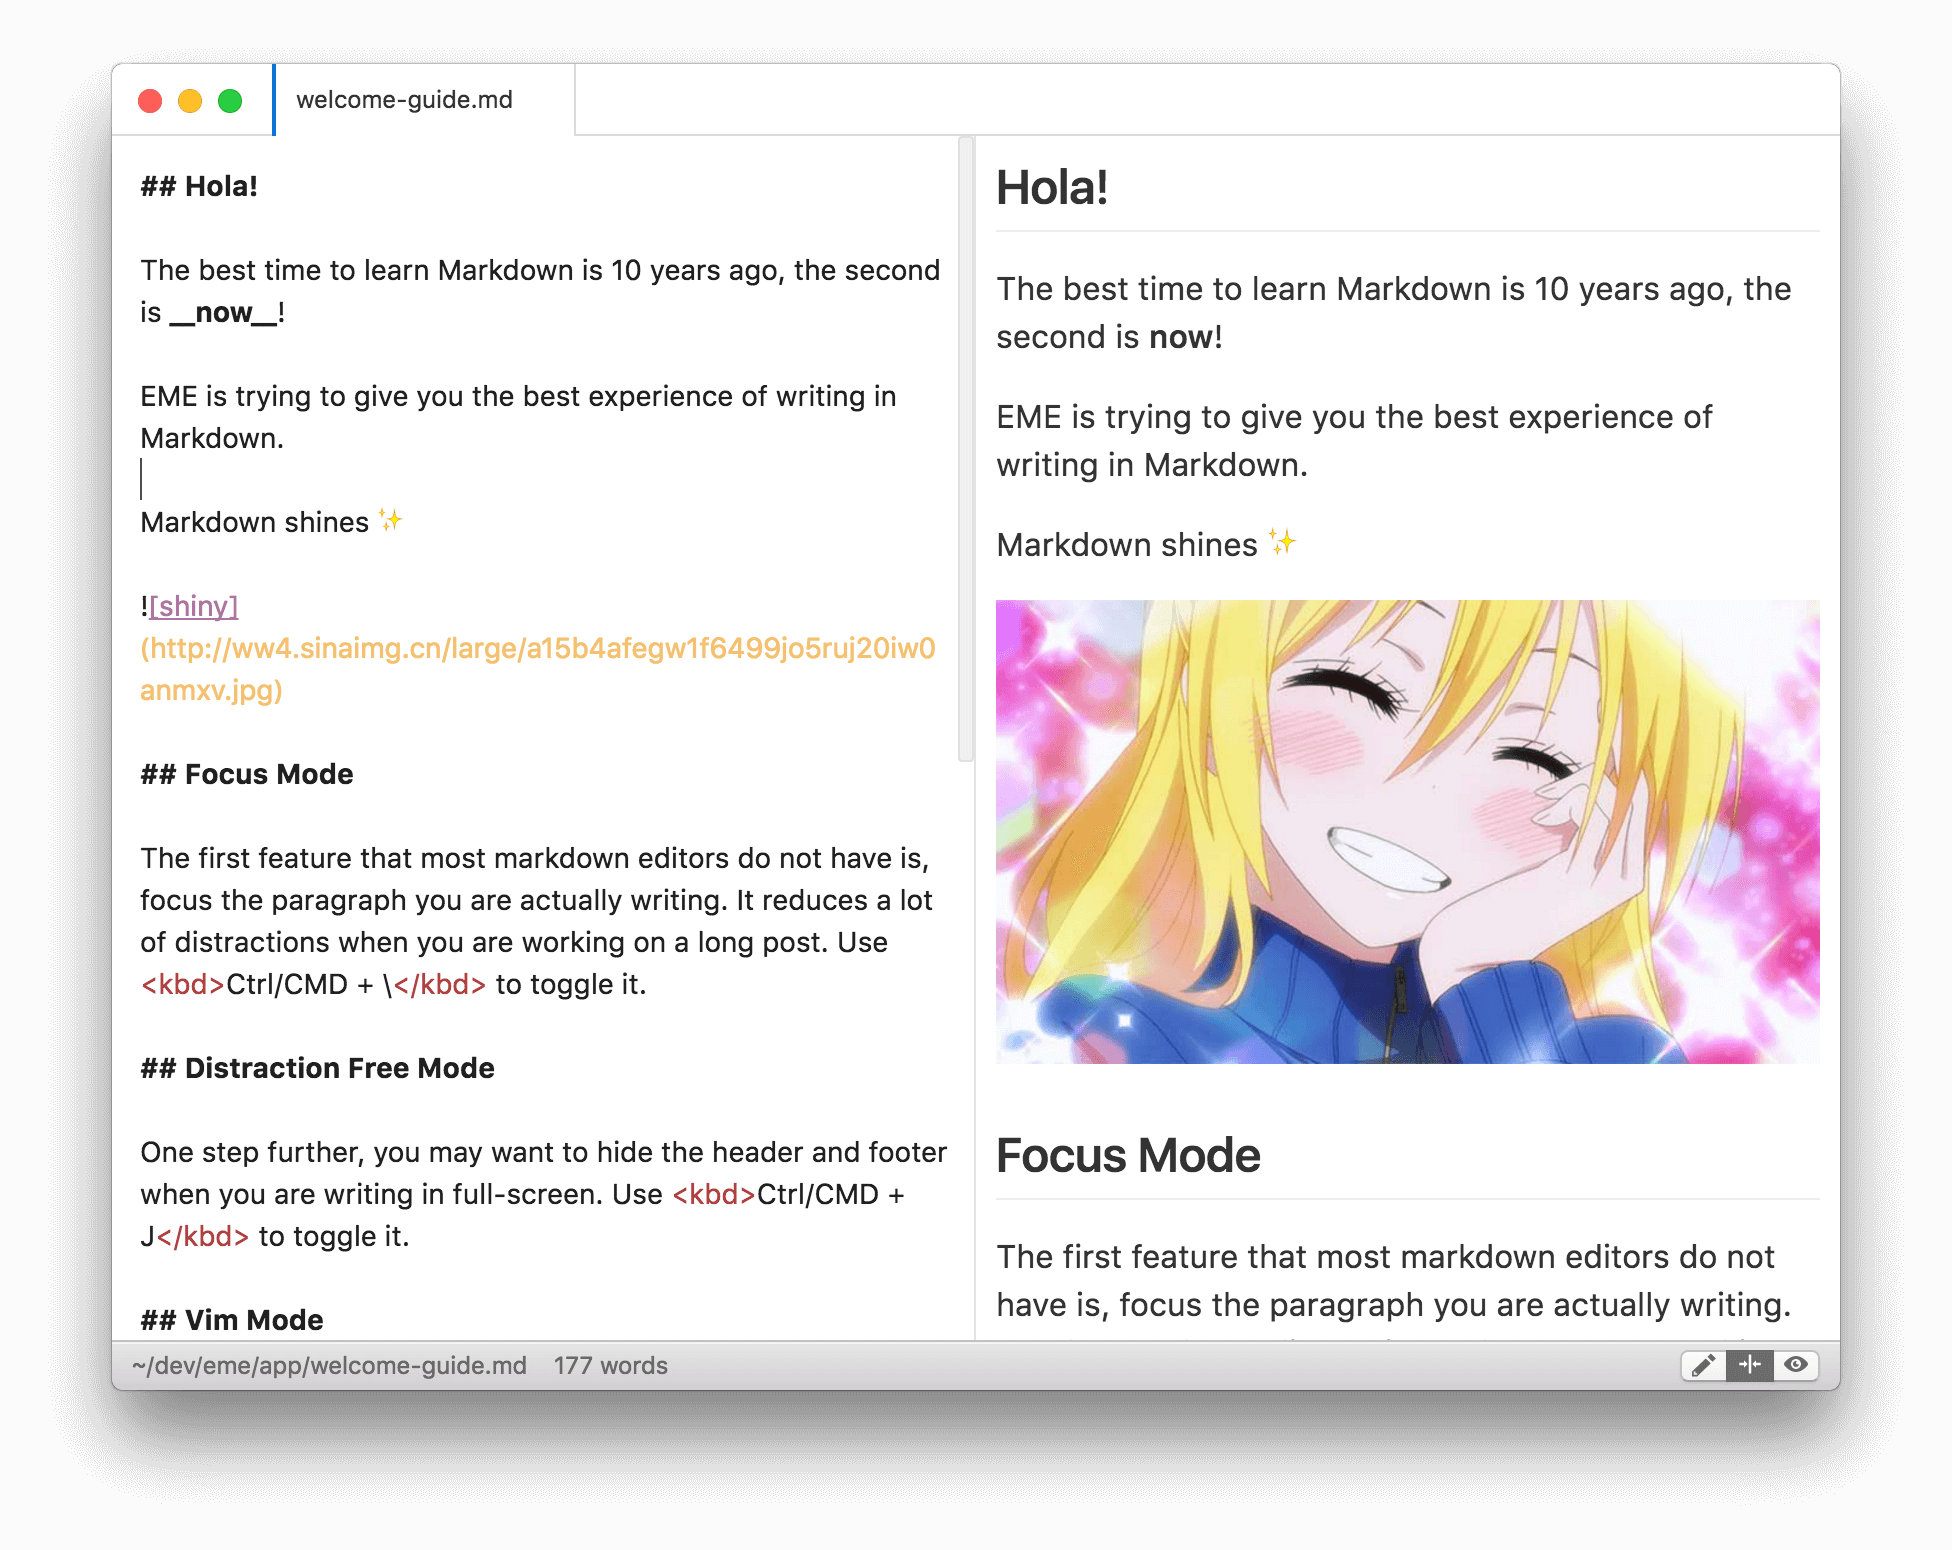 welcome-guide.md
## Hola!
The best time to learn Markdown is 10 years ago, the second
is __now__!
EME is trying to give you the best experience of writing in
Markdown.
Markdown shines ✨
![shiny]
(http://ww4.sinaimg.cn/large/a15b4afegw1f6499jo5ruj20iw0
anmxv.jpg)
## Focus Mode
The first feature that most markdown editors do not have is,
focus the paragraph you are actually writing. It reduces a lot
of distractions when you are working on a long post. Use
<kbd>Ctrl/CMD + \</kbd> to toggle it.
## Distraction Free Mode
One step further, you may want to hide the header and footer
when you are writing in full-screen. Use <kbd>Ctrl/CMD +
J</kbd> to toggle it.
## Vim Mode
Hola!
The best time to learn Markdown is 10 years ago, the
second is now!
EME is trying to give you the best experience of
writing in Markdown.
Markdown shines ✨
Focus Mode
The first feature that most markdown editors do not
have is, focus the paragraph you are actually writing.
~/dev/eme/app/welcome-guide.md 177 words